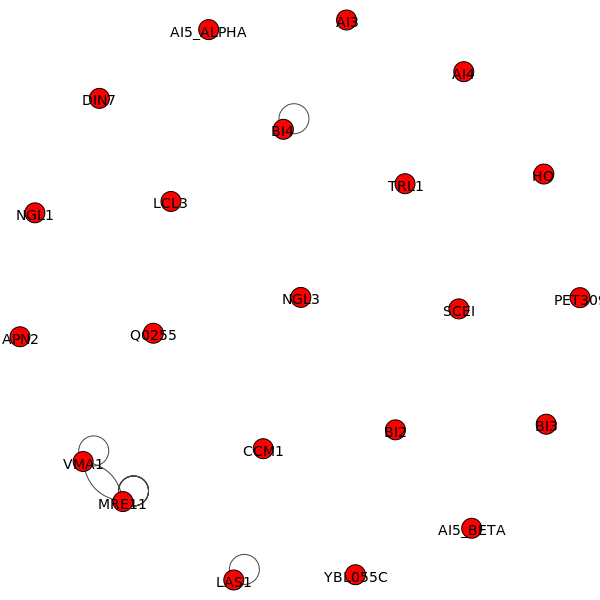 AI3
AI5_ALPHA
AI4
DIN7
BI4
HO
TRL1
LCL3
NGL1
NGL3
PET309
SCEI
Q0255
APN2
BI3
BI2
CCM1
VMA1
MRE11
AI5_BETA
YBL055C
LAS1